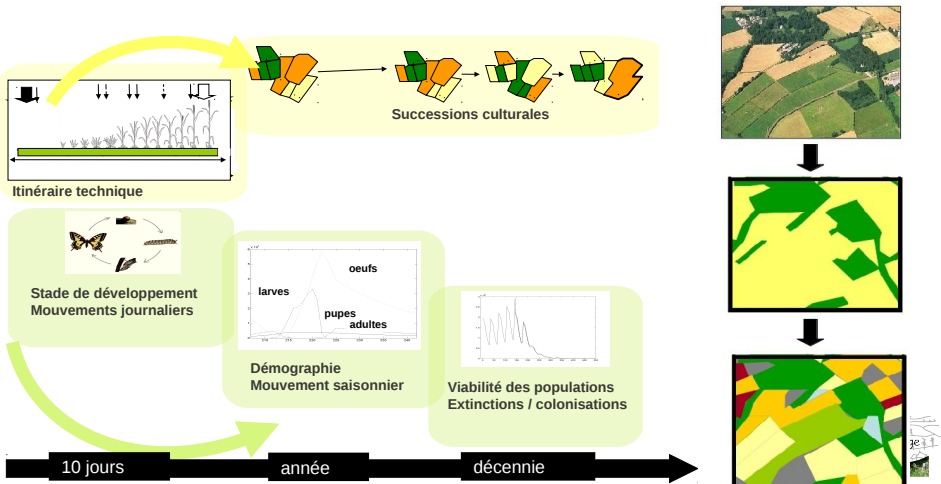 Successions culturales
Itinéraire technique
Stade de développement
Mouvements journaliers
oeufs
larves
pupes
adultes
Démographie
Mouvement saisonnier
Viabilité des populations
Extinctions / colonisations
ge
10 jours
année
décennie